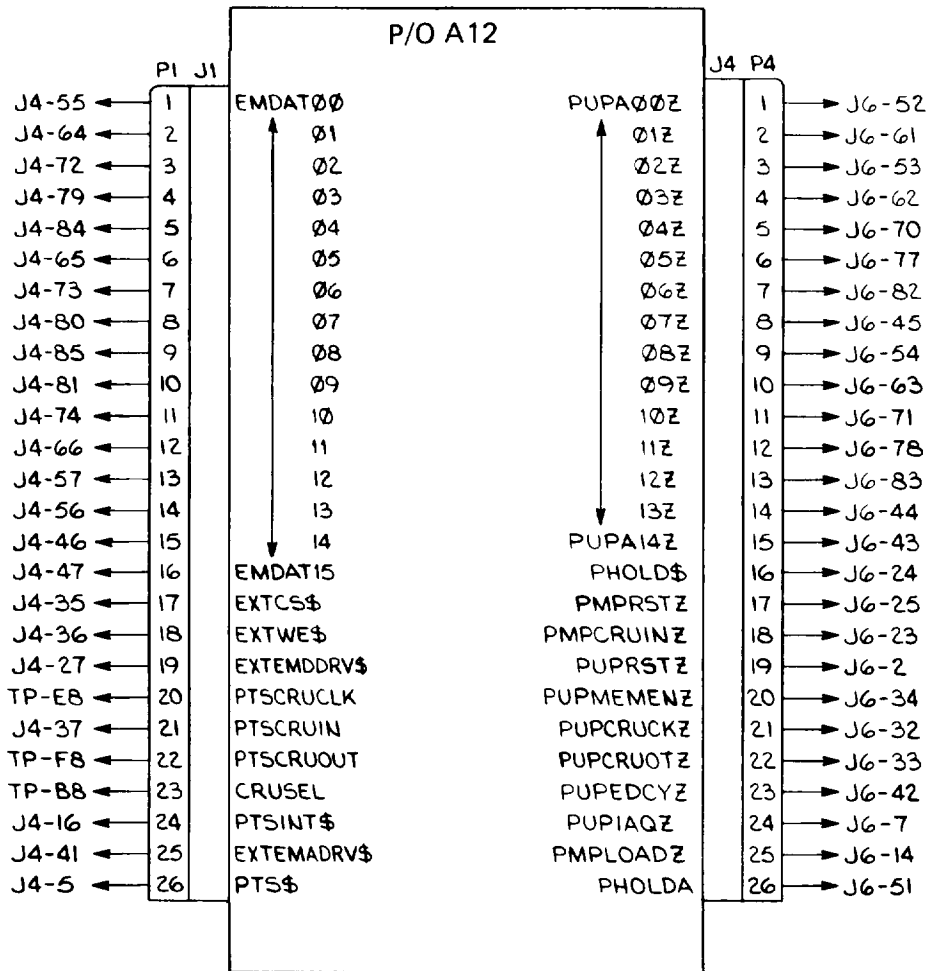 P/O A12
P1 J1 J4 P4
J4-55 1 EMDATØØ PUPAØØZ 1 J6-52
J4-64 2 Ø1 Ø1Z 2 J6-61
J4-72 3 Ø2 Ø2Z 3 J6-53
J4-79 4 Ø3 Ø3Z 4 J6-62
J4-84 5 Ø4 Ø4Z 5 J6-70
J4-65 6 Ø5 Ø5Z 6 J6-77
J4-73 7 Ø6 Ø6Z 7 J6-82
J4-80 8 Ø7 Ø7Z 8 J6-45
J4-85 9 Ø8 Ø8Z 9 J6-54
J4-81 10 Ø9 Ø9Z 10 J6-63
J4-74 11 1Ø 1ØZ 11 J6-71
J4-66 12 11 11Z 12 J6-78
J4-57 13 12 12Z 13 J6-83
J4-56 14 13 13Z 14 J6-44
J4-46 15 14 PUPA14Z 15 J6-43
J4-47 16 EMDAT15 PHOLD$ 16 J6-24
J4-35 17 EXTCS$ PMPRSTZ 17 J6-25
J4-36 18 EXTWE$ PMPCRUINZ 18 J6-23
J4-27 19 EXTEMDDRV$ PUPRSTZ 19 J6-2
TP-E8 20 PTSCRUCLK PUPMEMENZ 20 J6-34
J4-37 21 PTSCRUIN PUPCRUCKZ 21 J6-32
TP-F8 22 PTSCRUOUT PUPCRUOTZ 22 J6-33
TP-B8 23 CRUSEL PUPEDCYZ 23 J6-42
J4-16 24 PTSINT$ PUPIAQZ 24 J6-7
J4-41 25 EXTEMADRV$ PMPLOADZ 25 J6-14
J4-5 26 PTS$ PHOLDA 26 J6-51